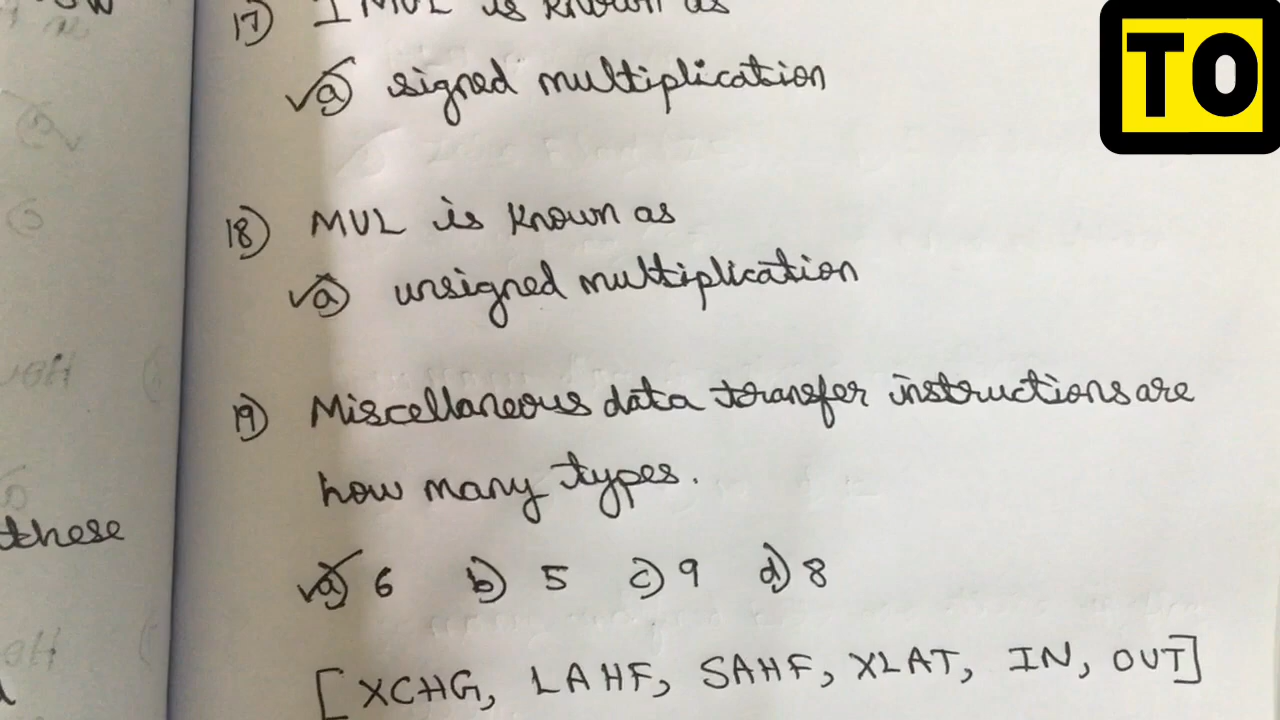 TO
17) IMUL is known as
a) signed multiplication
18) MUL is known as
a) unsigned multiplication
19) Miscellaneous data transfer instructions are
how many types.
these
a) 6 b) 5 c) 9 d) 8
[XCHG, LAHF, SAHF, XLAT, IN, OUT]